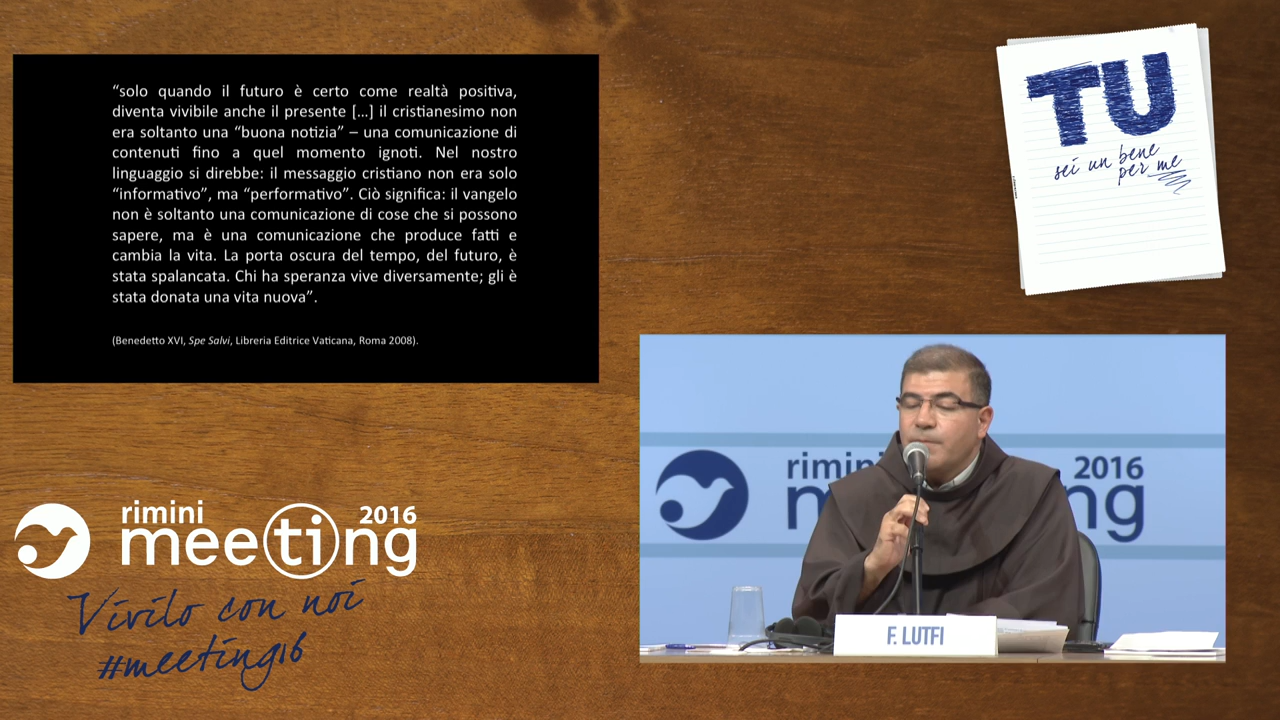 “solo quando il futuro è certo come realtà positiva,
diventa vivibile anche il presente […] il cristianesimo non
era soltanto una “buona notizia” – una comunicazione di
contenuti fino a quel momento ignoti. Nel nostro
linguaggio si direbbe: il messaggio cristiano non era solo
“informativo”, ma “performativo”. Ciò significa: il vangelo
non è soltanto una comunicazione di cose che si possono
sapere, ma è una comunicazione che produce fatti e
cambia la vita. La porta oscura del tempo, del futuro, è
stata spalancata. Chi ha speranza vive diversamente; gli è
stata donata una vita nuova”.
(Benedetto XVI, Spe Salvi, Libreria Editrice Vaticana, Roma 2008).
TU
sei un bene
per me
rimini 2016
meeting
Vivilo con noi
#meeting16
rimini 2016
F. LUTFI